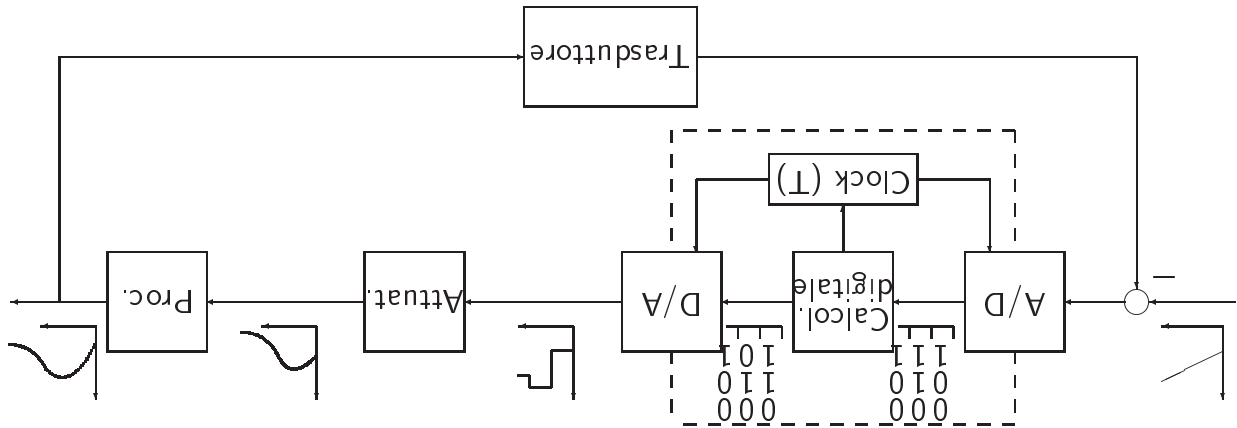 000 000
010 110
111 101
A/D Calcol. D/A Attuat. Proc.
digitale
–
Clock (T)
Trasduttore